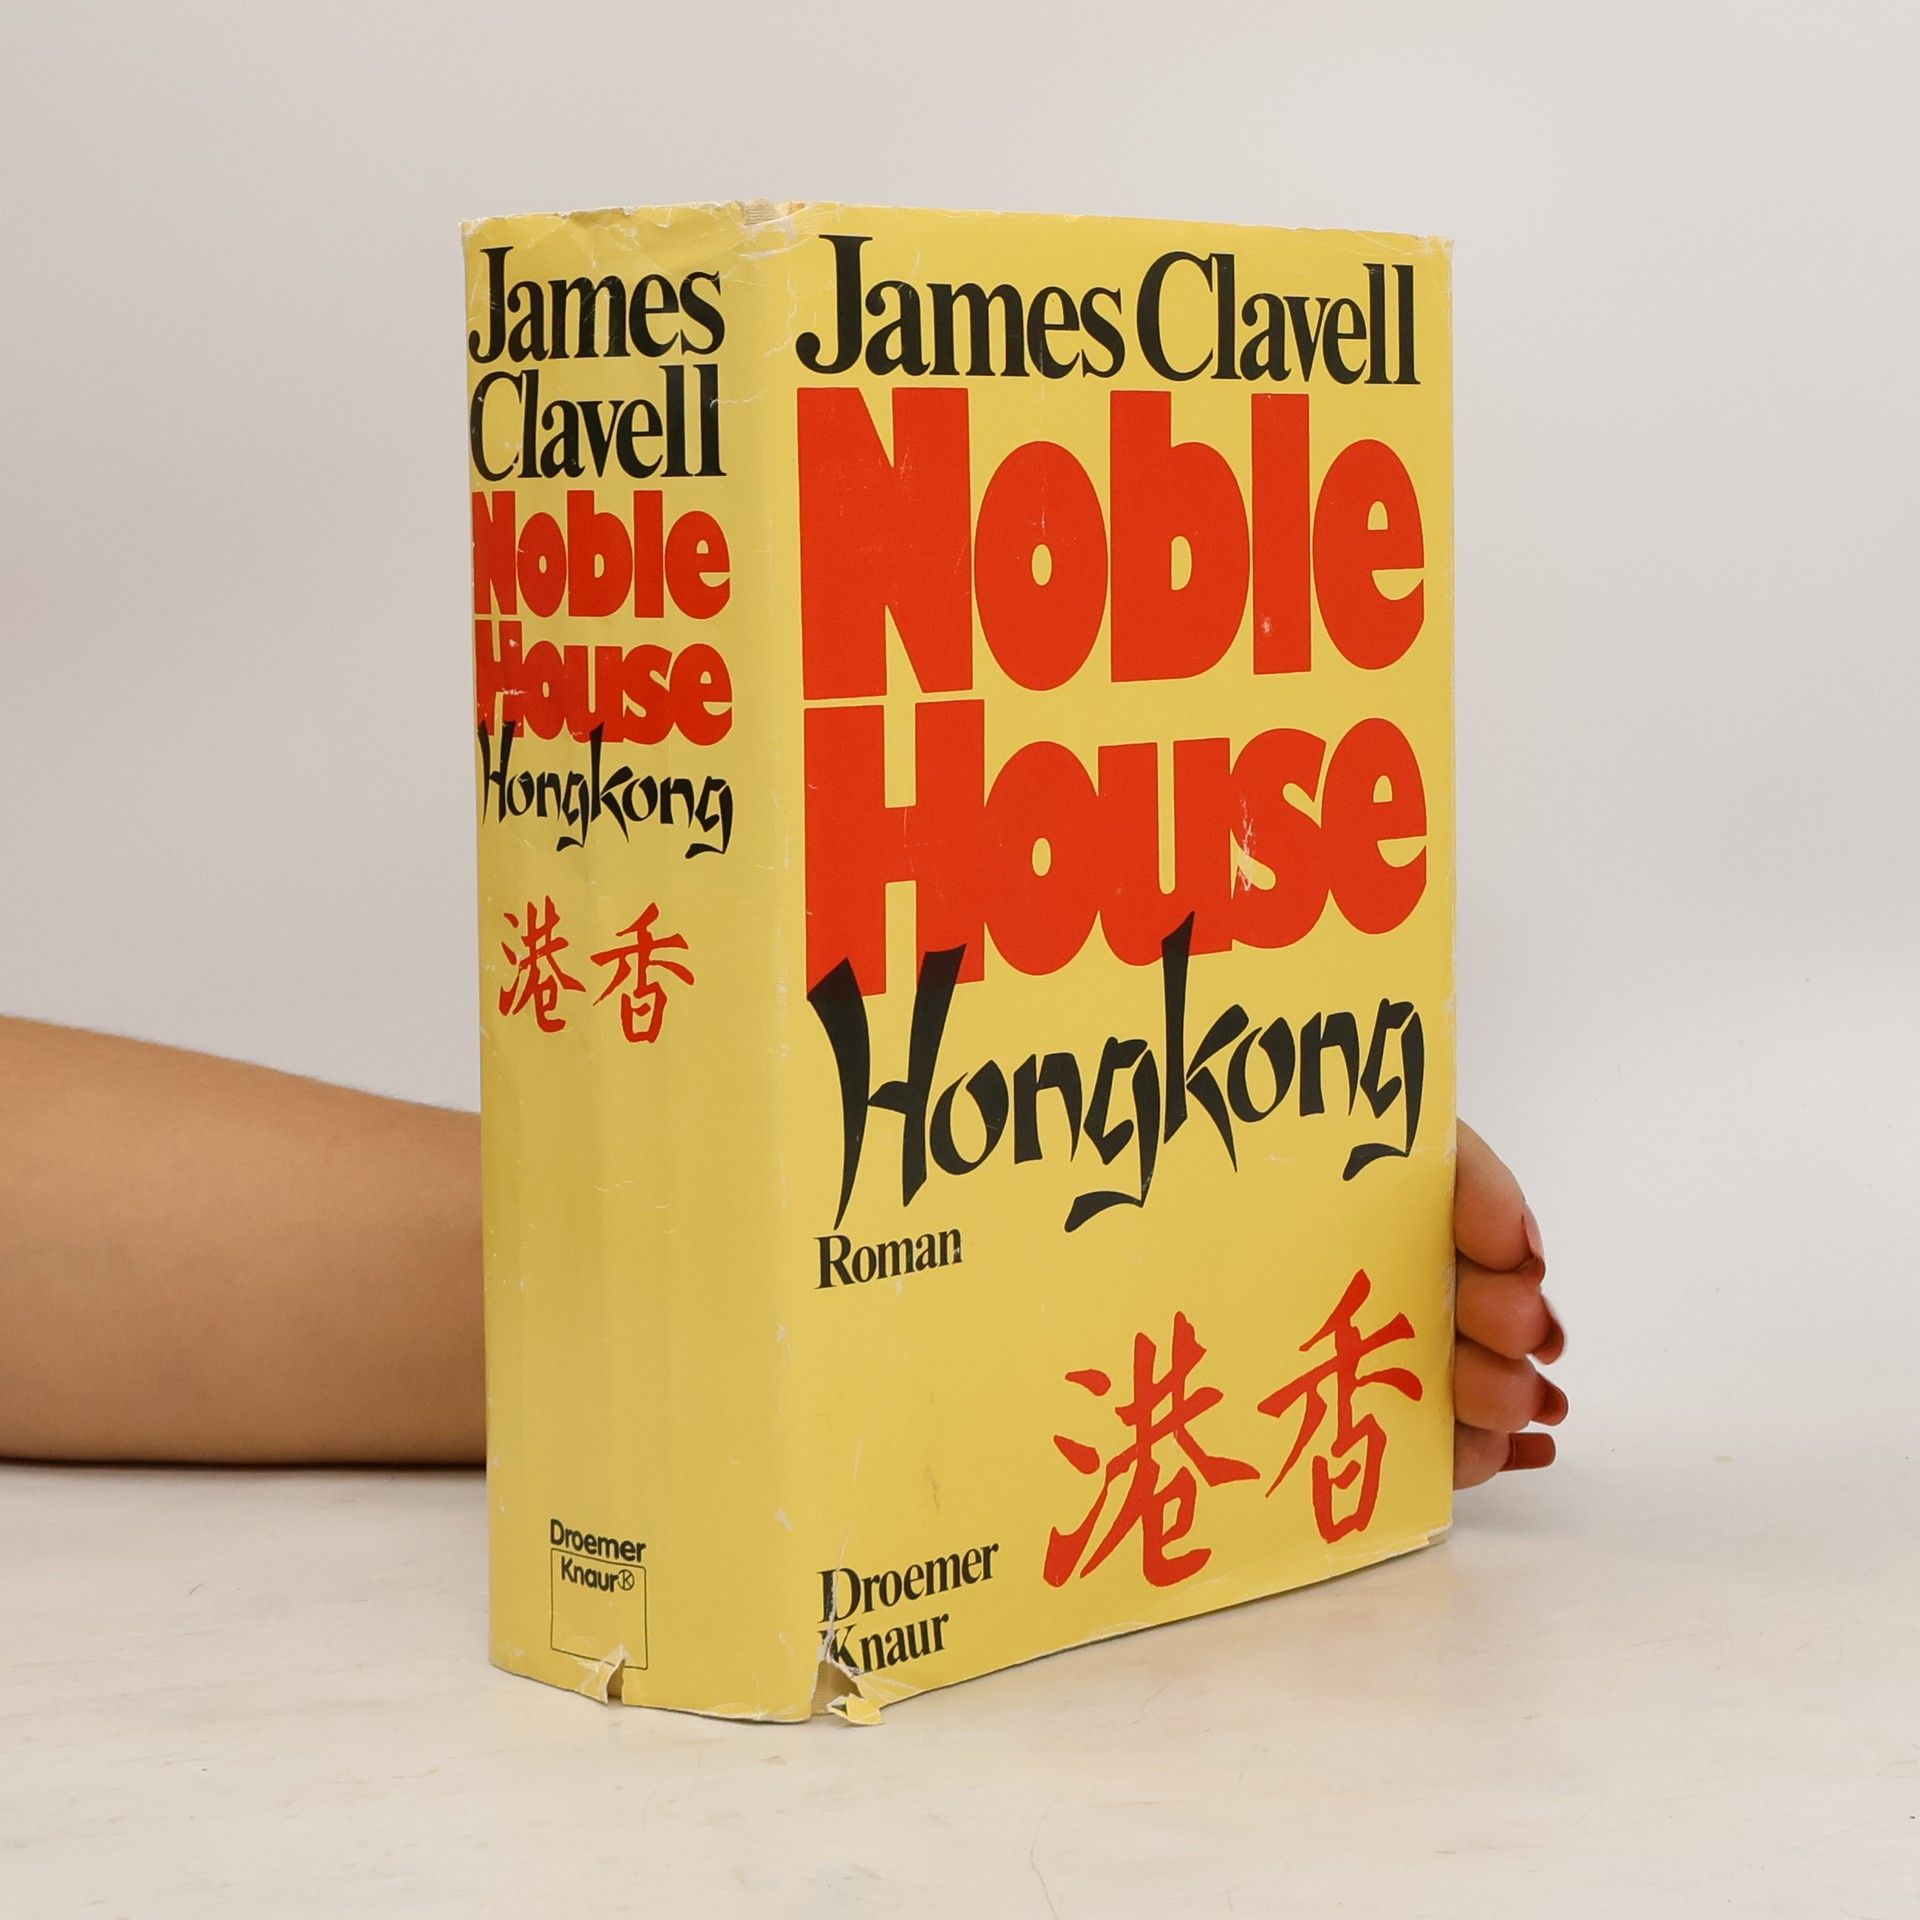 James
Clavell
Noble
House
Hongkong
港香
Droemer
Knaur
James Clavell
Noble
House
Hongkong
Roman
港香
Droemer
Knaur